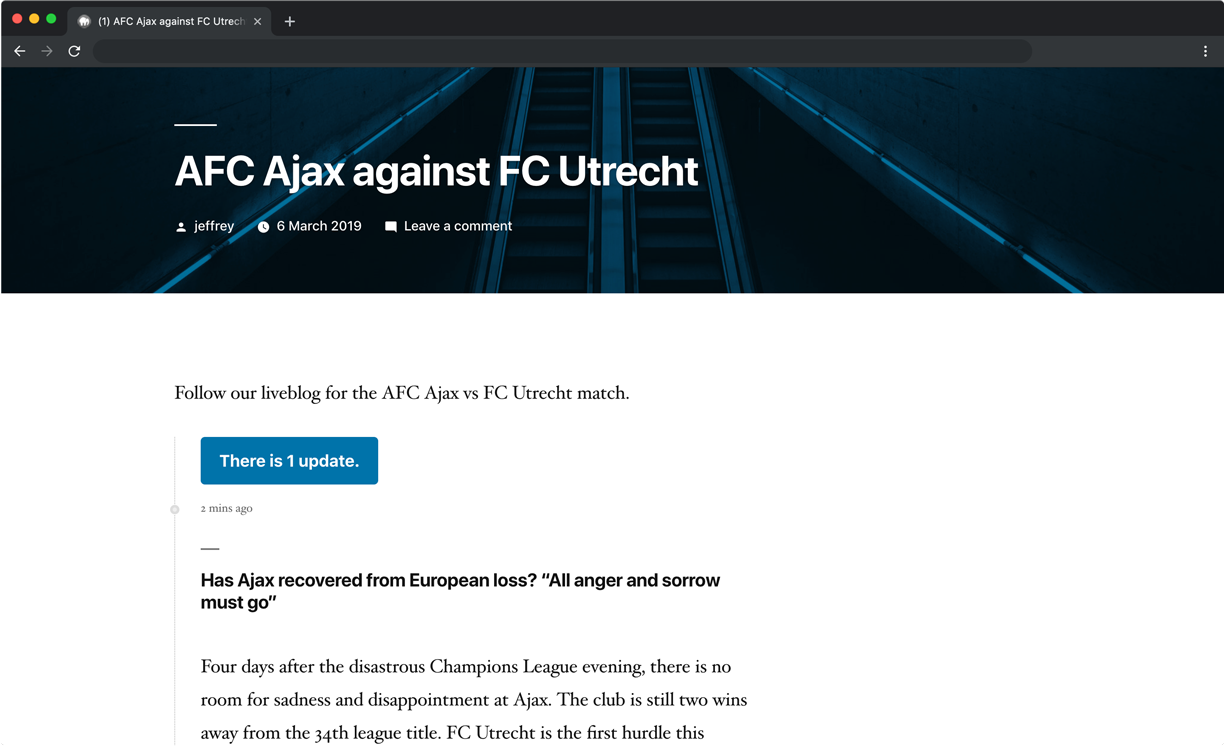 (1) AFC Ajax against FC Utrech
AFC Ajax against FC Utrecht
jeffrey 6 March 2019 Leave a comment
Follow our liveblog for the AFC Ajax vs FC Utrecht match.
There is 1 update.
2 mins ago
Has Ajax recovered from European loss? “All anger and sorrow
must go”
Four days after the disastrous Champions League evening, there is no
room for sadness and disappointment at Ajax. The club is still two wins
away from the 34th league title. FC Utrecht is the first hurdle this